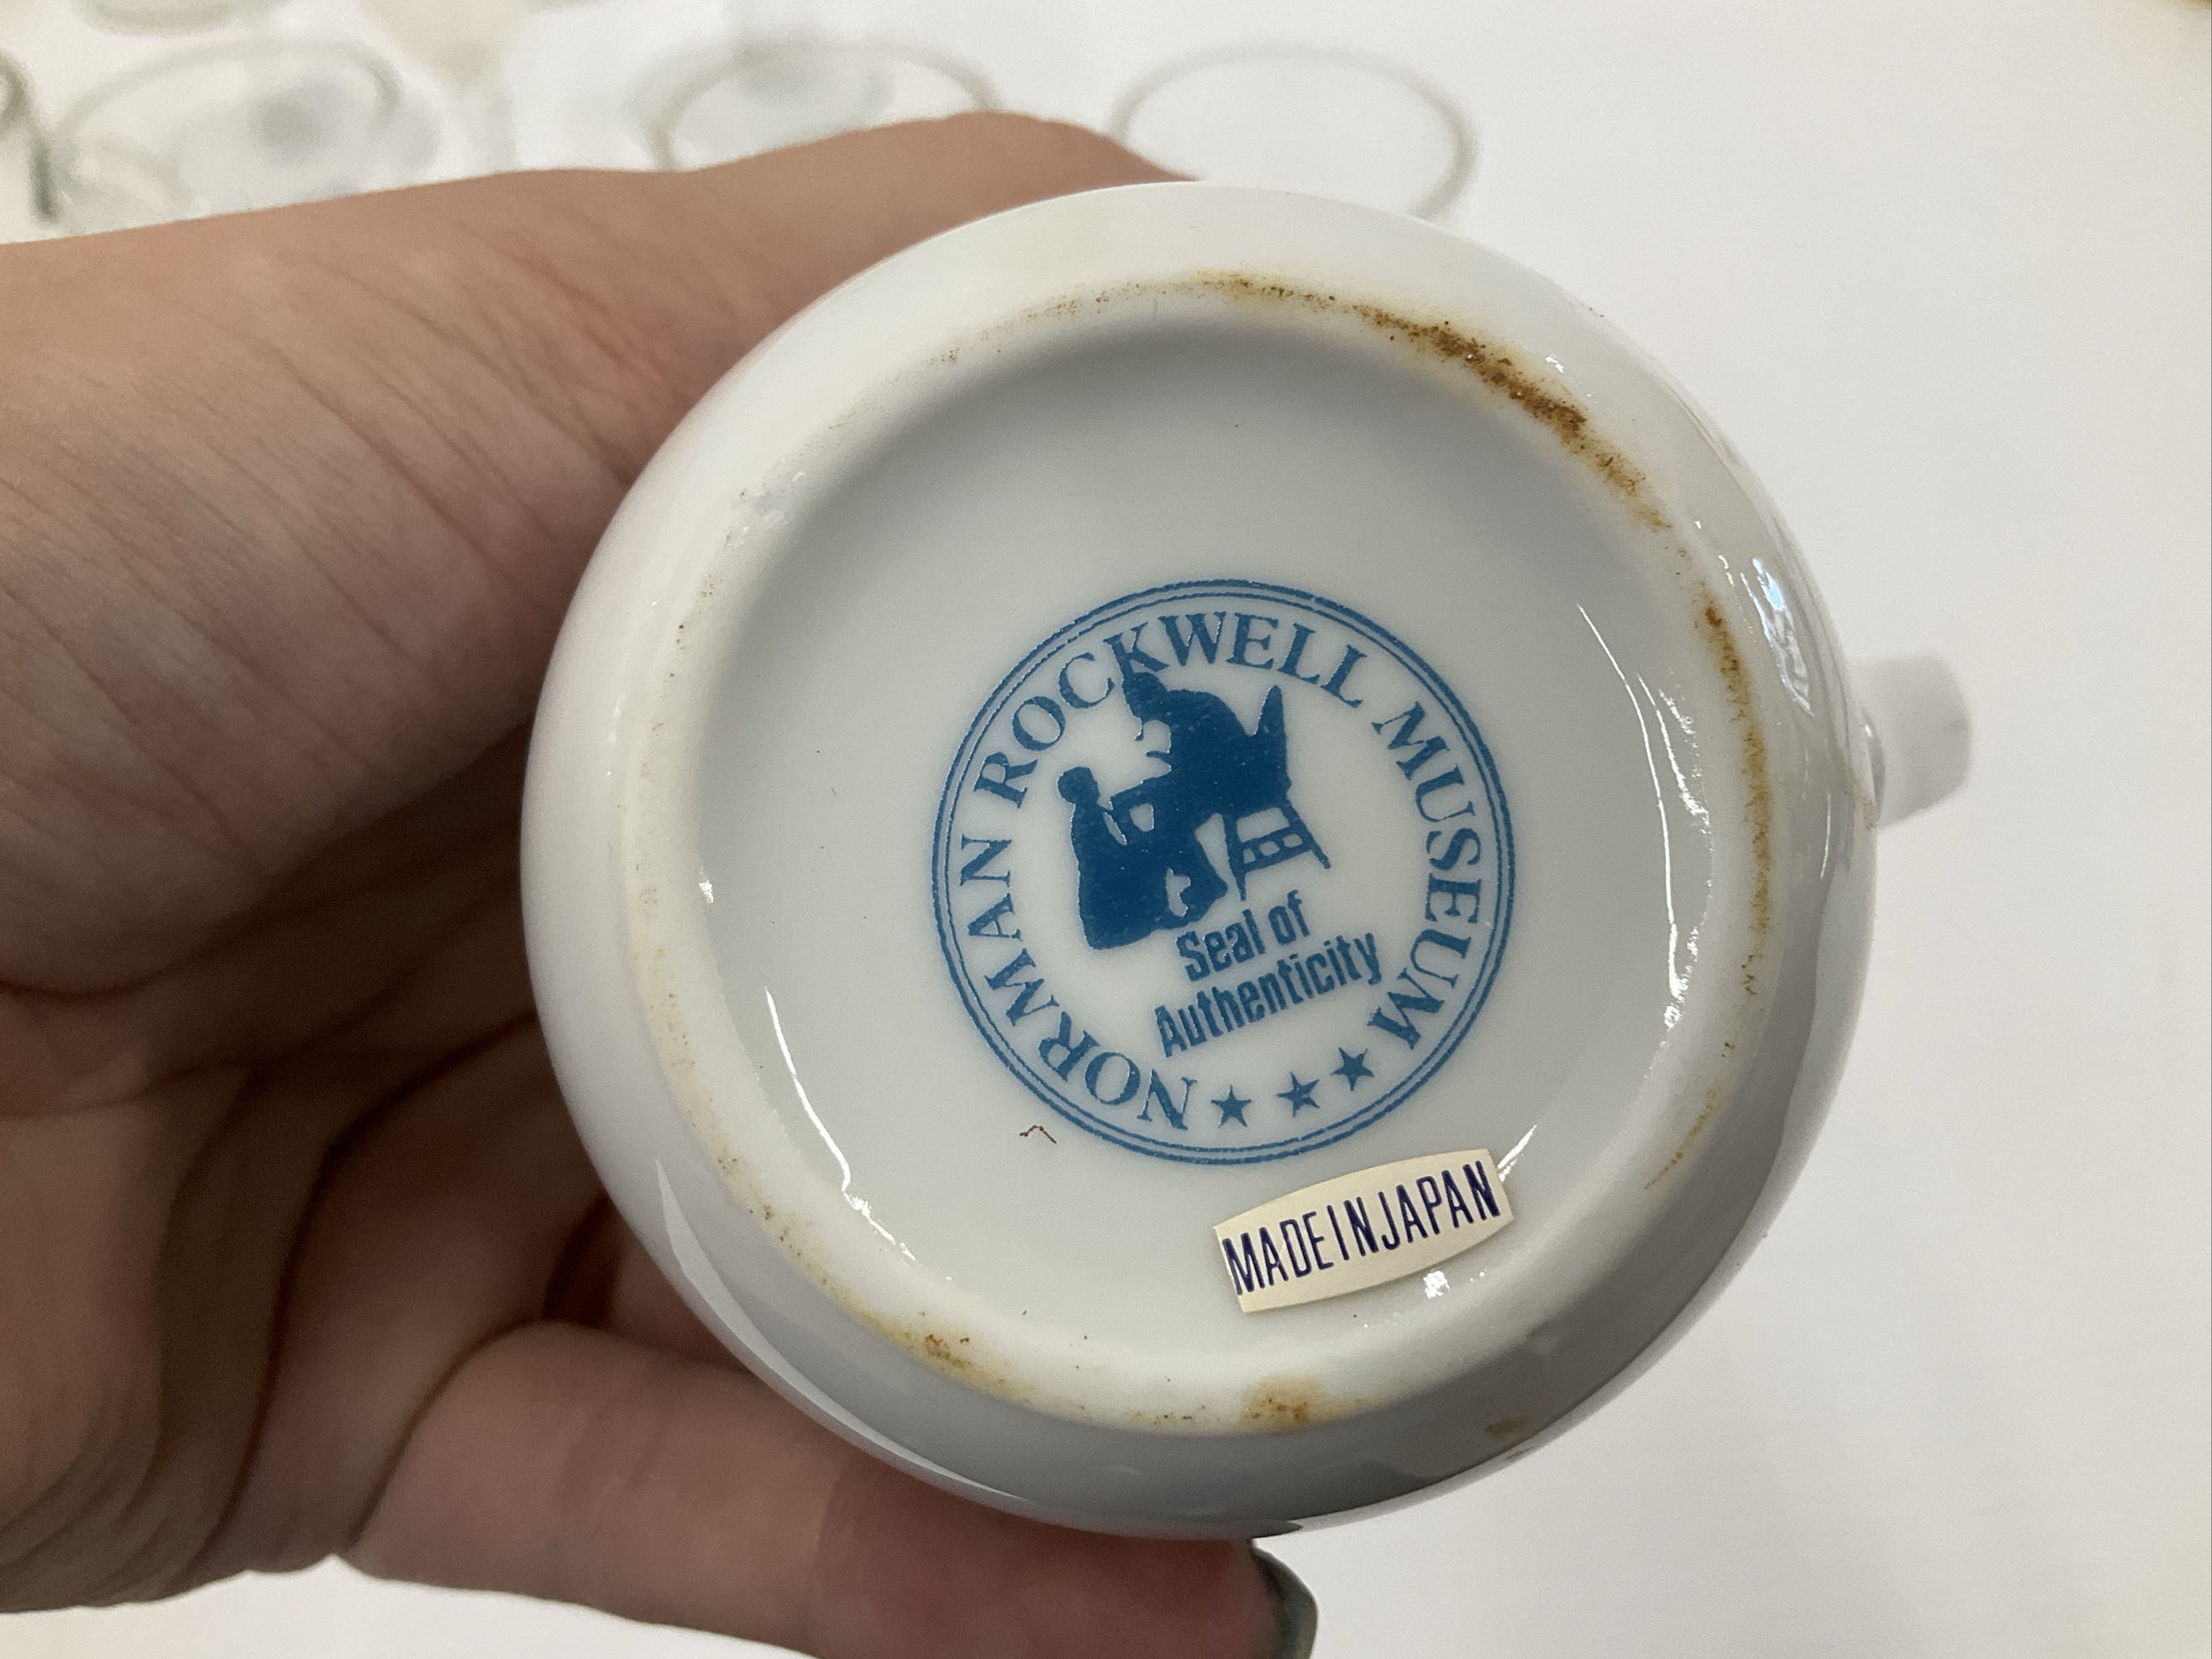 NORMAN ROCKWELL MUSEUM
Seal of
Authenticity
MADE IN JAPAN